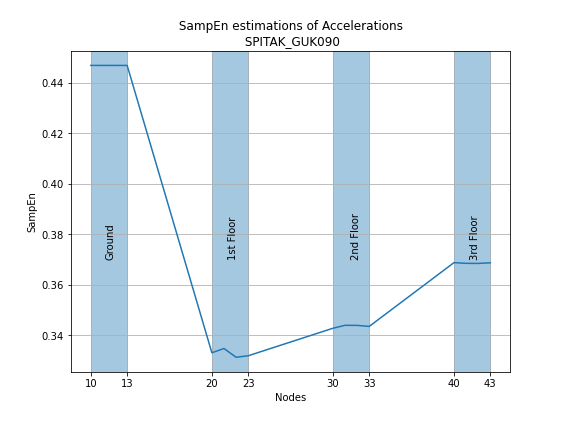 SampEn estimations of Accelerations
SPITAK_GUK090
0.44
0.42
0.40
0.38
0.36
0.34
SampEn
Ground
1st Floor
2nd Floor
3rd Floor
10 13 20 23 30 33 40 43
Nodes